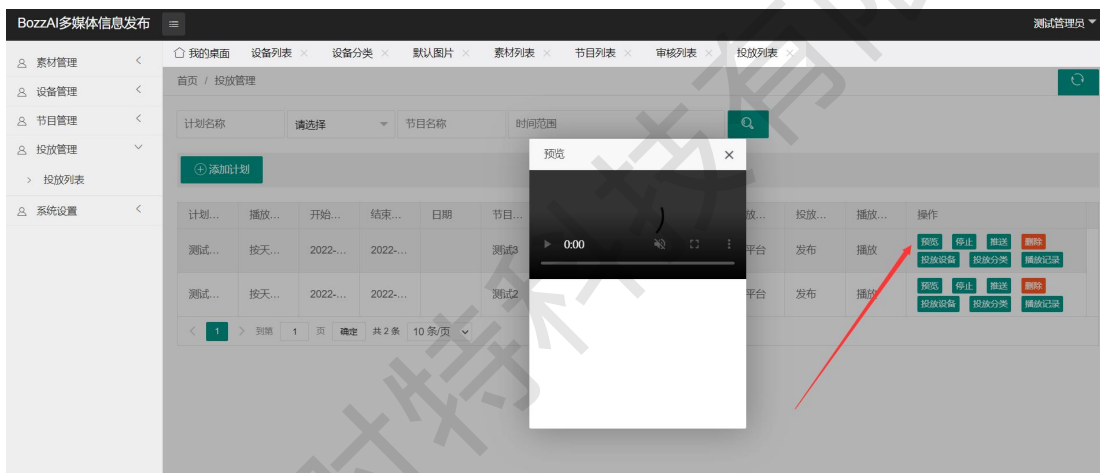 BozzAI多媒体信息发布
测试管理员
我的桌面 设备列表 设备分类 默认图片 素材列表 节目列表 审核列表 投放列表
素材管理
设备管理
节目管理
投放管理
投放列表
系统设置
首页 / 投放管理
计划名称 请选择 节目名称 时间范围
添加计划
预览
0:00
计划... 播放... 开始... 结束... 日期 节目... 放... 投放... 播放... 操作
测试... 按天... 2022-... 2022-... 测试3 平台 发布 播放 预览 停止 推送 删除
投放设备 投放分类 播放记录
测试... 按天... 2022-... 2022-... 测试2 平台 发布 播放 预览 停止 推送 删除
投放设备 投放分类 播放记录
1 到第 1 页 确定 共 2 条 10 条/页
时特科技有限